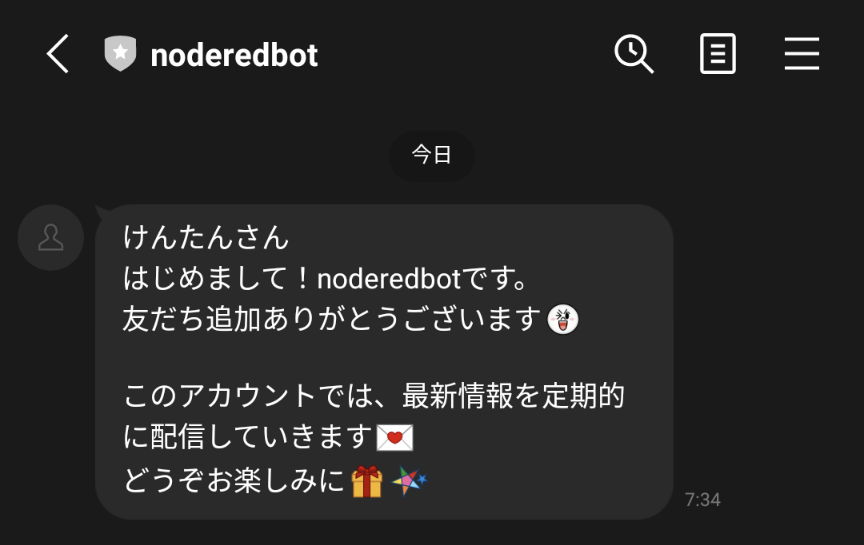 noderedbot
今日
けんたんさん
はじめまして！noderedbotです。
友だち追加ありがとうございます
このアカウントでは、最新情報を定期的
に配信していきます
どうぞお楽しみに
7:34